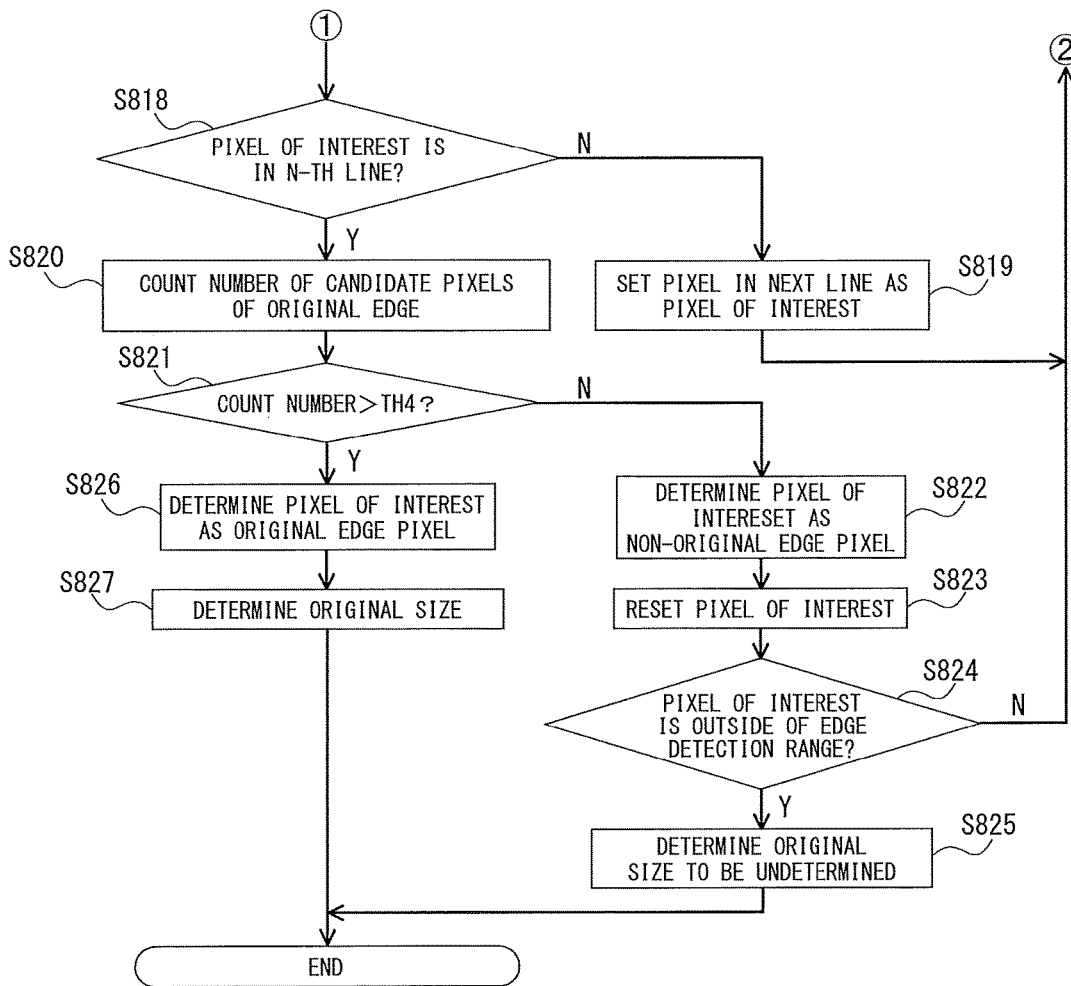 ①
②
S818
PIXEL OF INTEREST IS
IN N-TH LINE?
N
Y
S820
COUNT NUMBER OF CANDIDATE PIXELS
OF ORIGINAL EDGE
S819
SET PIXEL IN NEXT LINE AS
PIXEL OF INTEREST
S821
COUNT NUMBER>TH4?
N
Y
S826
DETERMINE PIXEL OF INTEREST
AS ORIGINAL EDGE PIXEL
S822
DETERMINE PIXEL OF
INTERESET AS
NON-ORIGINAL EDGE PIXEL
S827
DETERMINE ORIGINAL SIZE
S823
RESET PIXEL OF INTEREST
S824
PIXEL OF INTEREST
IS OUTSIDE OF EDGE
DETECTION RANGE?
N
Y
S825
DETERMINE ORIGINAL
SIZE TO BE UNDETERMINED
END